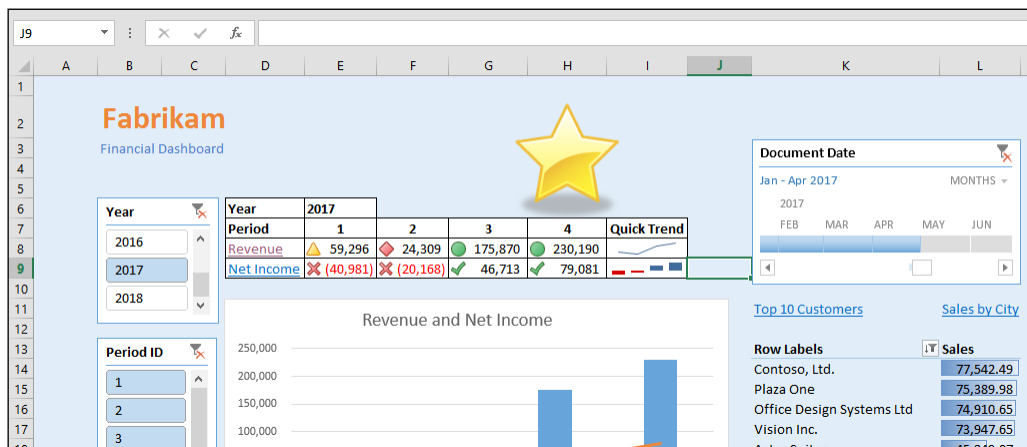 J9 fx
A B C D E F G H I J K L
1
2 Fabrikam
3 Financial Dashboard
Document Date
4
Jan - Apr 2017 MONTHS
5
2017
6 Year Year 2017
FEB MAR APR MAY JUN
7 Period 1 2 3 4 Quick Trend
8 2016 Revenue 59,296 24,309 175,870 230,190
9 2017 Net Income (40,981) (20,168) 46,713 79,081
10
2018
11 Revenue and Net Income Top 10 Customers Sales by City
12
13 Period ID 250,000 Row Labels Sales
14 Contoso, Ltd. 77,542.49
1 200,000
15 Plaza One 75,389.98
16 2 150,000 Office Design Systems Ltd 74,910.65
17 3 100,000 Vision Inc. 73,947.65